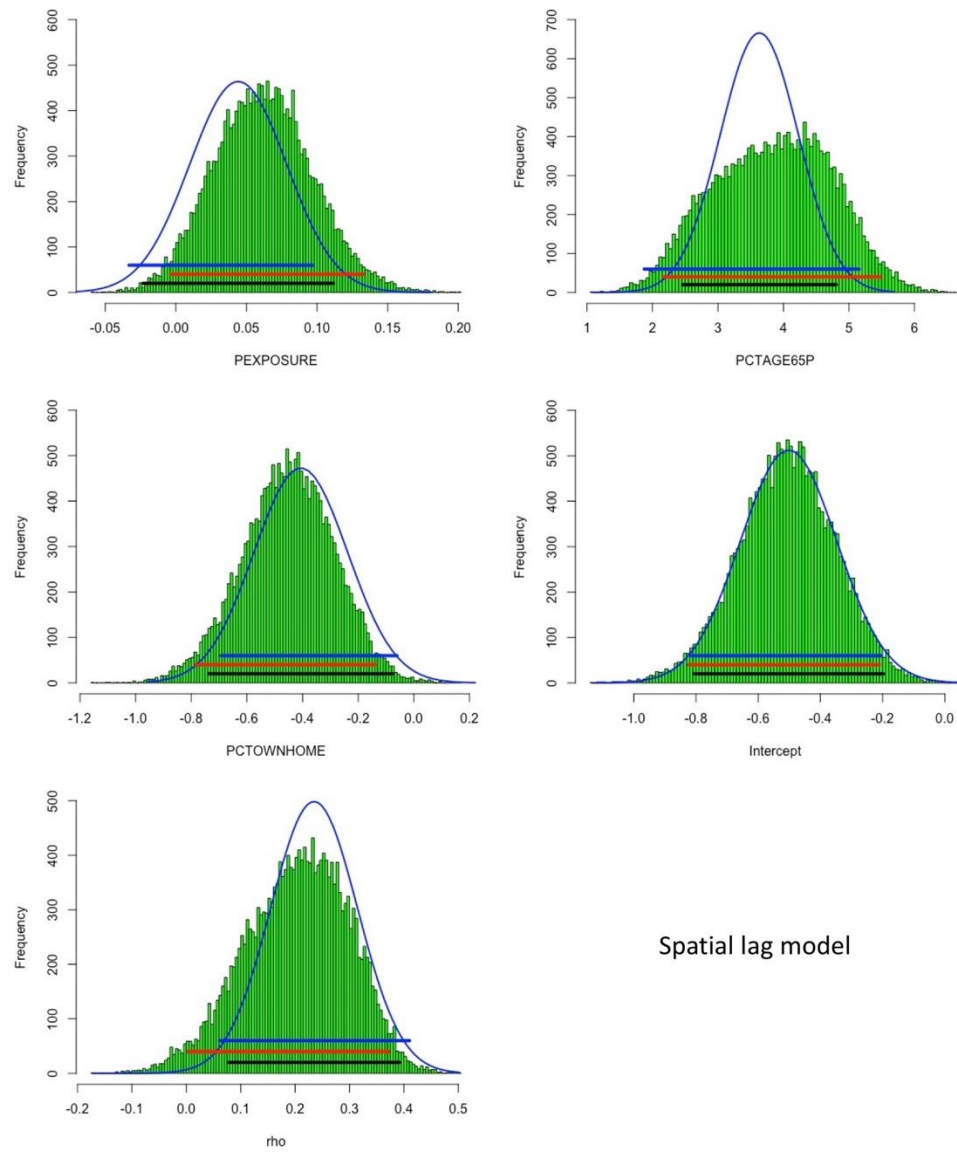 600
500
400
300
200
100
0
Frequency
-0.05 0.00 0.05 0.10 0.15 0.20
PEXPOSURE
700
600
500
400
300
200
100
0
Frequency
1 2 3 4 5 6
PCTAGE65P
600
500
400
300
200
100
0
Frequency
-1.2 -1.0 -0.8 -0.6 -0.4 -0.2 0.0 0.2
PCTOWNHOME
600
500
400
300
200
100
0
Frequency
-1.0 -0.8 -0.6 -0.4 -0.2 0.0
Intercept
500
400
300
200
100
0
Frequency
-0.2 -0.1 0.0 0.1 0.2 0.3 0.4 0.5
rho
Spatial lag model